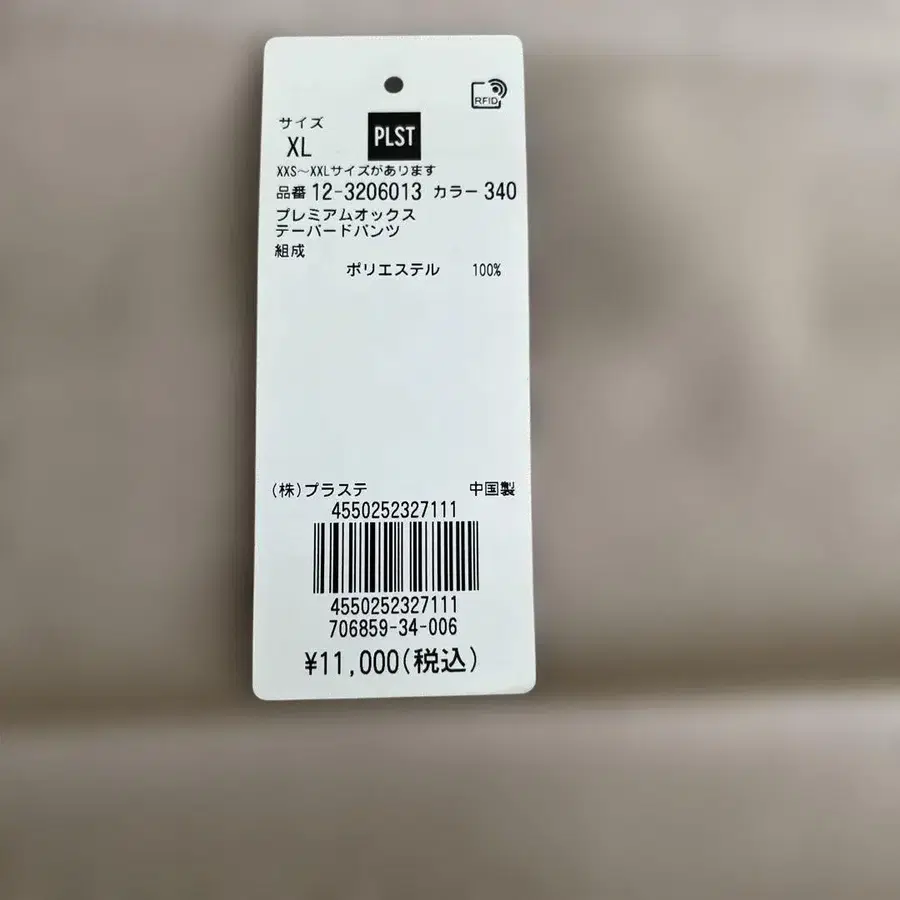 RFID
サイズ
PLST
XL
XXS~XXLサイズがあります
品番 12-3206013 カラー 340
プレミアムオックス
テーパードパンツ
組成
ポリエステル 100%
(株)プラステ 中国製
4550252327111
4550252327111
706859-34-006
¥11,000(税込)